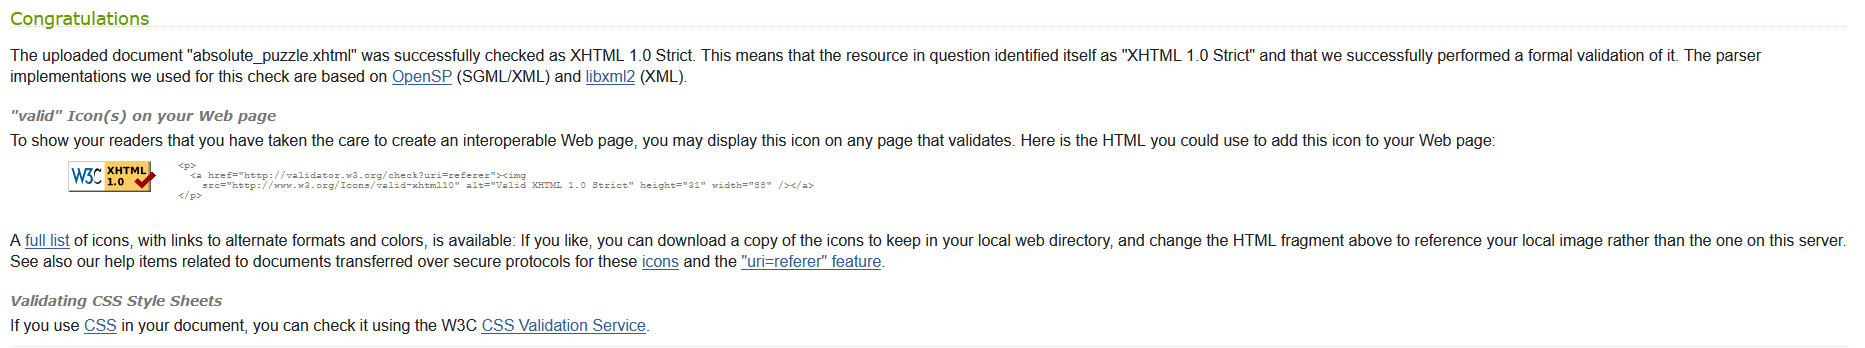 Congratulations
The uploaded document "absolute_puzzle.xhtml" was successfully checked as XHTML 1.0 Strict. This means that the resource in question identified itself as "XHTML 1.0 Strict" and that we successfully performed a formal validation of it. The parser
implementations we used for this check are based on OpenSP (SGML/XML) and libxml2 (XML).
"valid" Icon(s) on your Web page
To show your readers that you have taken the care to create an interoperable Web page, you may display this icon on any page that validates. Here is the HTML you could use to add this icon to your Web page:
W3C XHTML 1.0
<p>
<a href="http://validator.w3.org/check?uri=referer"><img
src="http://www.w3.org/Icons/valid-xhtml10" alt="Valid XHTML 1.0 Strict" height="31" width="88" /></a>
</p>
A full list of icons, with links to alternate formats and colors, is available: If you like, you can download a copy of the icons to keep in your local web directory, and change the HTML fragment above to reference your local image rather than the one on this server.
See also our help items related to documents transferred over secure protocols for these icons and the "uri=referer" feature.
Validating CSS Style Sheets
If you use CSS in your document, you can check it using the W3C CSS Validation Service.